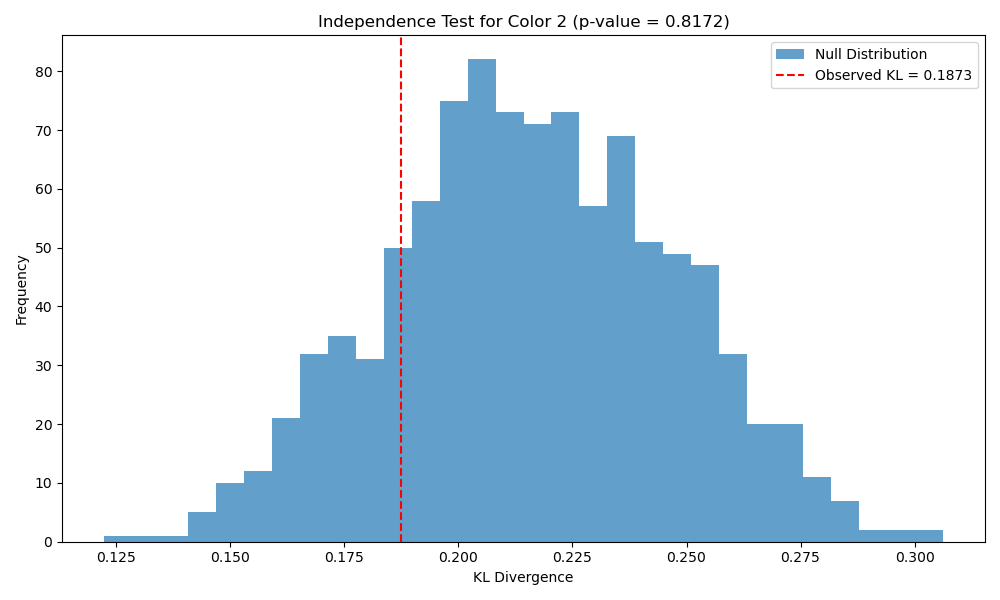 Independence Test for Color 2 (p-value = 0.8172)
Null Distribution
Observed KL = 0.1873
Frequency
80
70
60
50
40
30
20
10
0
0.125 0.150 0.175 0.200 0.225 0.250 0.275 0.300
KL Divergence